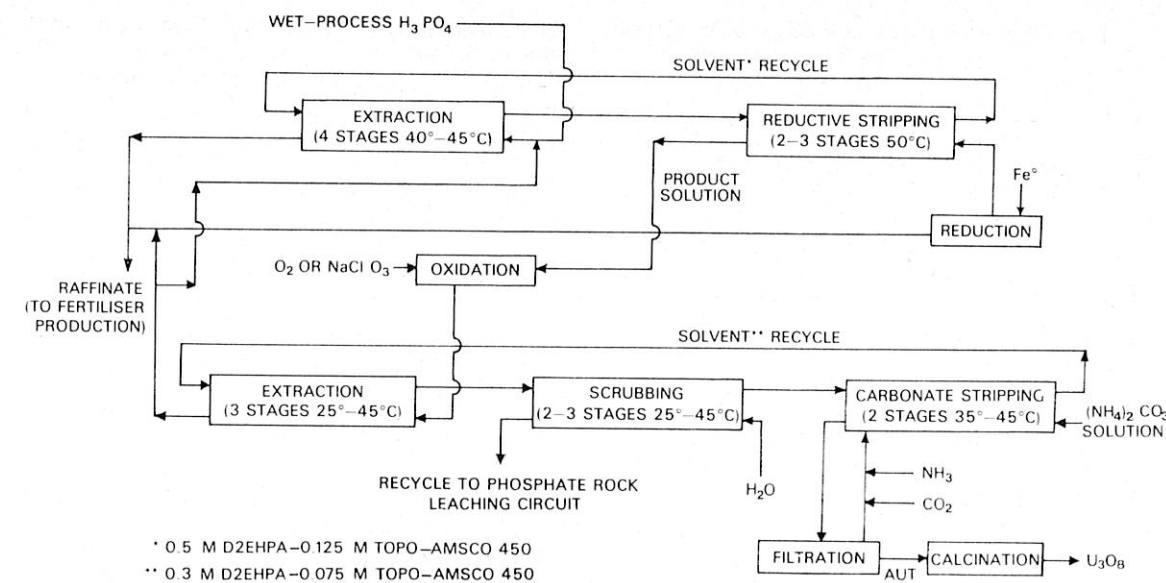 WET–PROCESS H₃PO₄
SOLVENT* RECYCLE
EXTRACTION
(4 STAGES 40°–45°C)
REDUCTIVE STRIPPING
(2–3 STAGES 50°C)
PRODUCT
SOLUTION
Fe°
REDUCTION
O₂ OR NaCl O₃
OXIDATION
RAFFINATE
(TO FERTILISER
PRODUCTION)
SOLVENT** RECYCLE
EXTRACTION
(3 STAGES 25°–45°C)
SCRUBBING
(2–3 STAGES 25°–45°C)
CARBONATE STRIPPING
(2 STAGES 35°–45°C)
(NH₄)₂ CO₃
SOLUTION
RECYCLE TO PHOSPHATE ROCK
LEACHING CIRCUIT
H₂O
NH₃
CO₂
FILTRATION
AUT
CALCINATION
U₃O₈
* 0.5 M D2EHPA–0.125 M TOPO–AMSCO 450
** 0.3 M D2EHPA–0.075 M TOPO–AMSCO 450